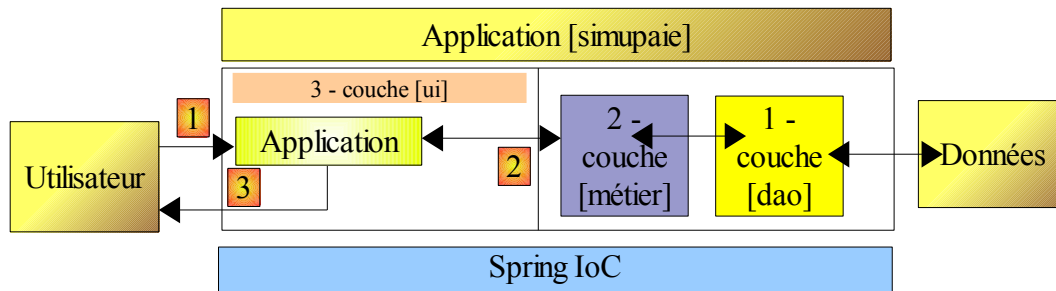 Application [simupaie]
3 - couche [ui]
1
Application
2
3
Utilisateur
2 -
couche
[métier]
1 -
couche
[dao]
Données
Spring IoC